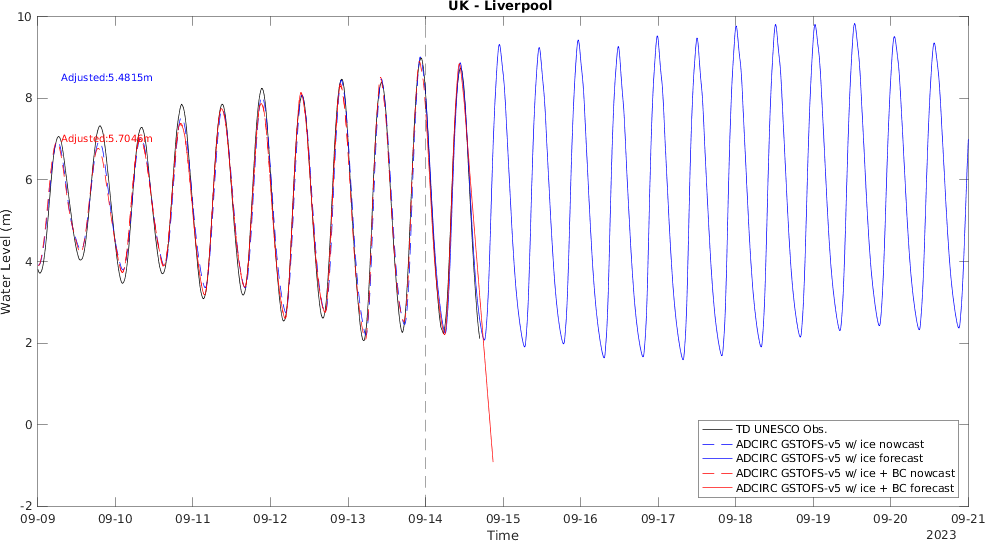 UK - Liverpool
10
8
6
4
2
0
-2
Water Level (m)
Adjusted:5.4815m
Adjusted:5.7046m
TD UNESCO Obs.
ADCIRC GSTOFS-v5 w/ ice nowcast
ADCIRC GSTOFS-v5 w/ ice forecast
ADCIRC GSTOFS-v5 w/ ice + BC nowcast
ADCIRC GSTOFS-v5 w/ ice + BC forecast
09-09 09-10 09-11 09-12 09-13 09-14 09-15 09-16 09-17 09-18 09-19 09-20 09-21
Time
2023